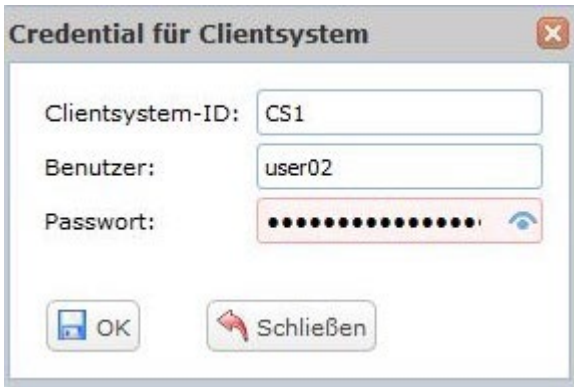 Credential für Clientsystem
Clientsystem-ID: CS1
Benutzer: user02
Passwort: ••••••••••••••••
OK Schließen